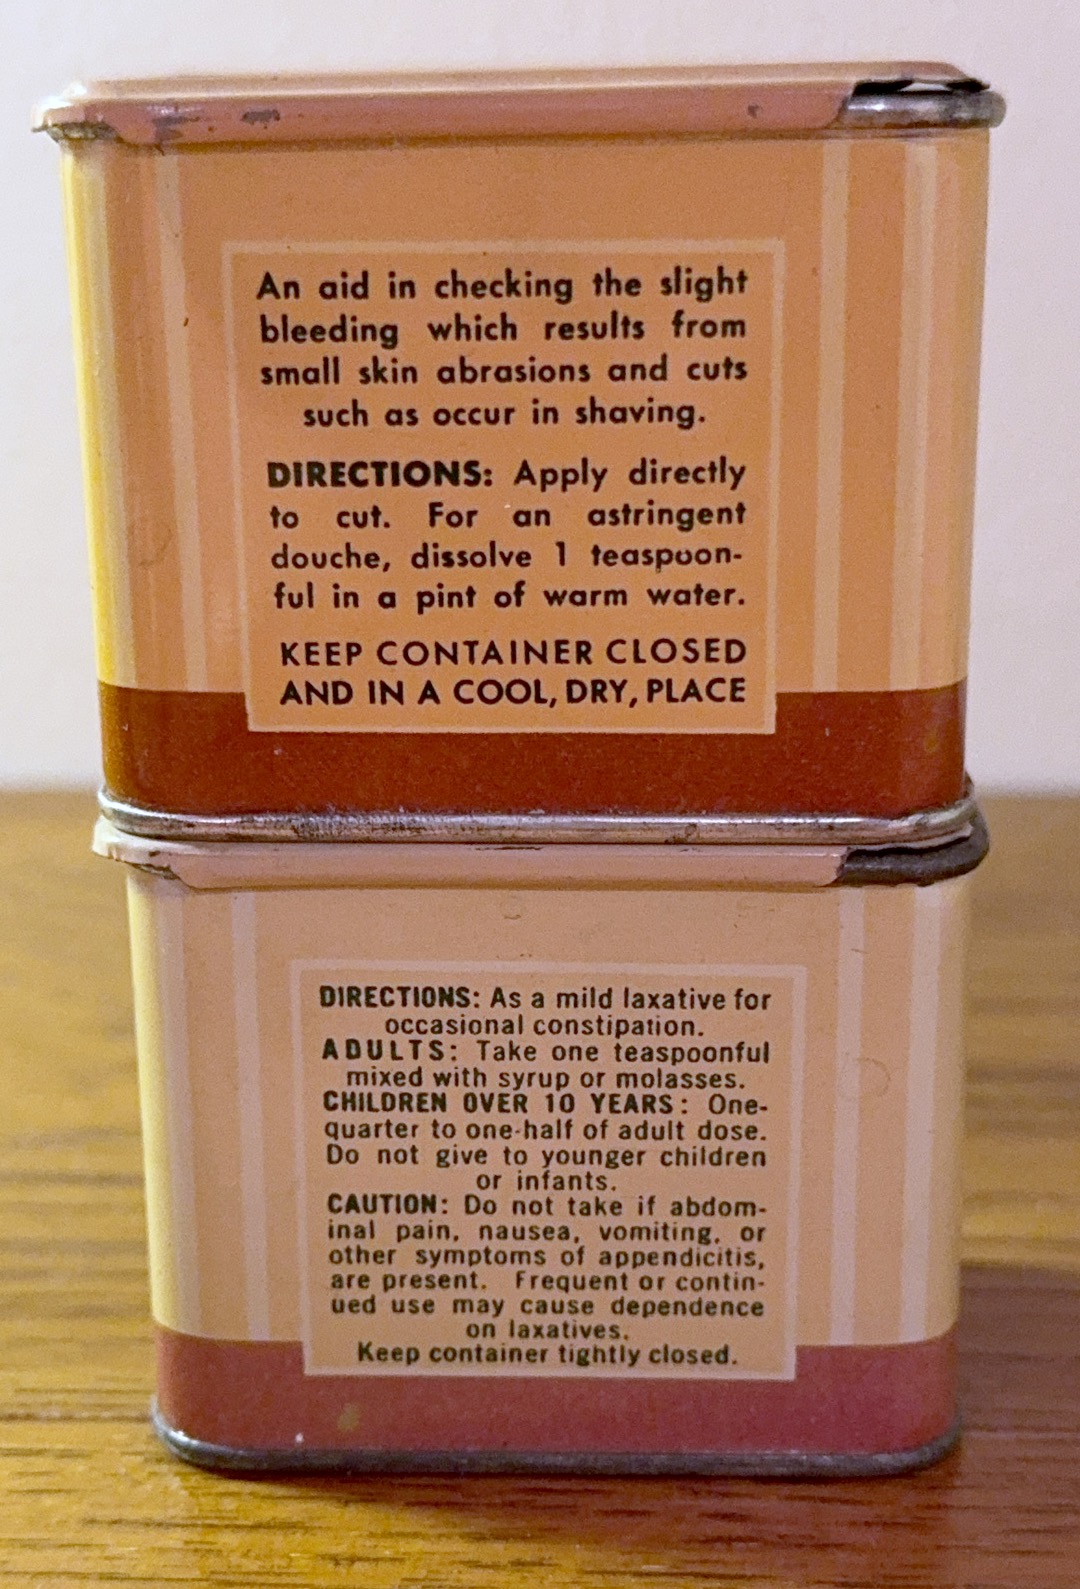 An aid in checking the slight
bleeding which results from
small skin abrasions and cuts
such as occur in shaving.
DIRECTIONS: Apply directly
to cut. For an astringent
douche, dissolve 1 teaspoon-
ful in a pint of warm water.
KEEP CONTAINER CLOSED
AND IN A COOL, DRY, PLACE
DIRECTIONS: As a mild laxative for
occasional constipation.
ADULTS: Take one teaspoonful
mixed with syrup or molasses.
CHILDREN OVER 10 YEARS: One-
quarter to one-half of adult dose.
Do not give to younger children
or infants.
CAUTION: Do not take if abdom-
inal pain, nausea, vomiting, or
other symptoms of appendicitis,
are present. Frequent or contin-
ued use may cause dependence
on laxatives.
Keep container tightly closed.